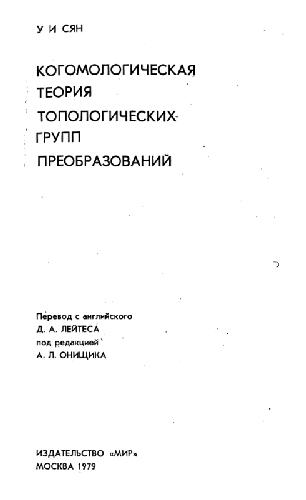 У И СЯН
КОГОМОЛОГИЧЕСКАЯ
ТЕОРИЯ
ТОПОЛОГИЧЕСКИХ
ГРУПП
ПРЕОБРАЗОВАНИЙ
Перевод с английского
Д. А. ЛЕЙТЕСА
под редакцией
А. Л. ОНИЩИКА
ИЗДАТЕЛЬСТВО «МИР»
МОСКВА 1979